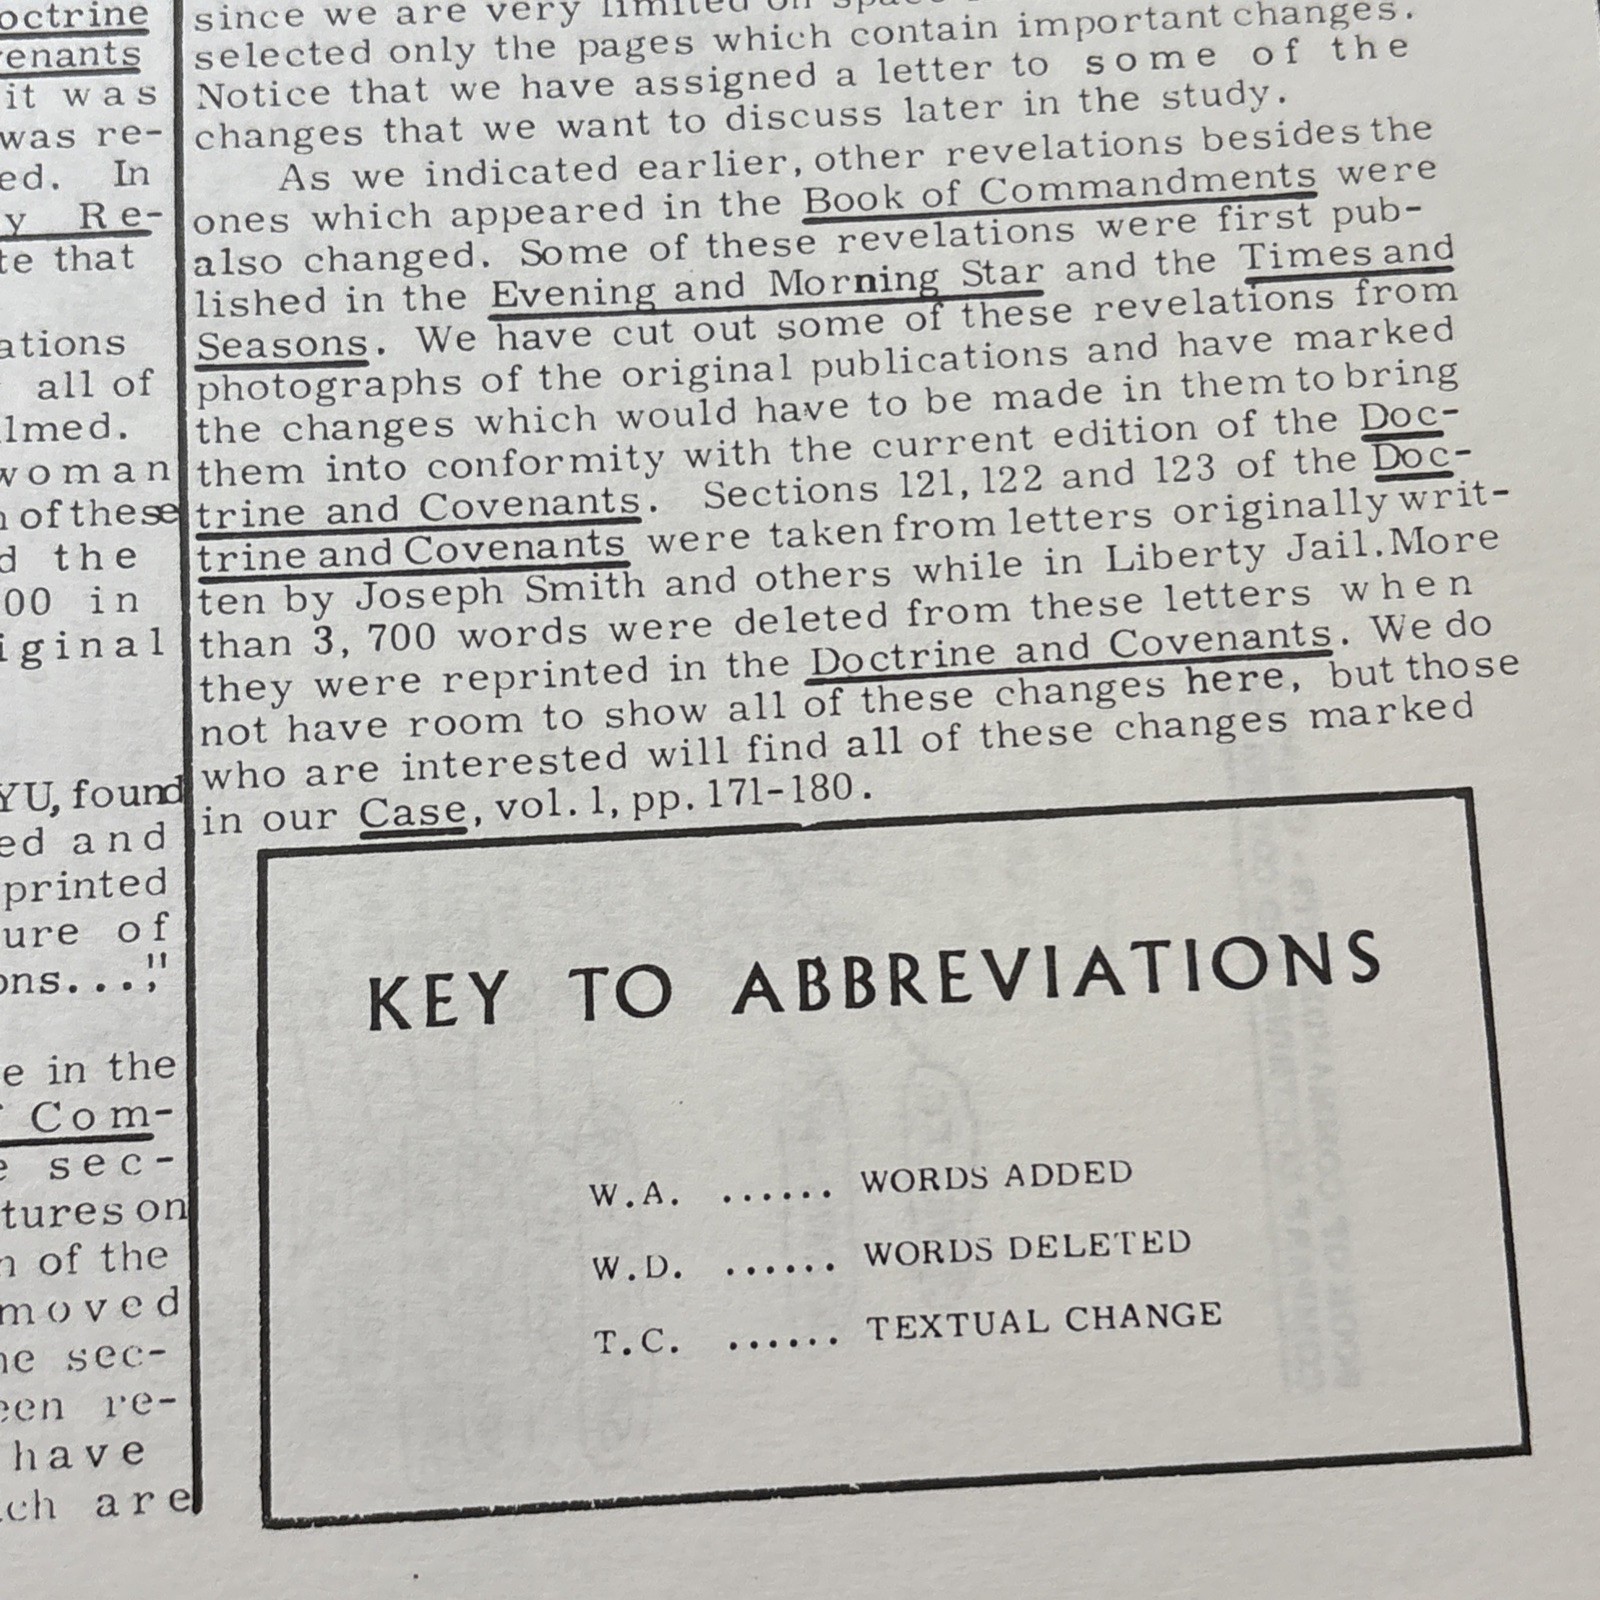 octrine
enants
it was
was re-
ed. In
y Re-
te that
ations
all of
lmed.
woman
of these
d the
00 in
iginal
YU, found
ed and
printed
ure of
ons...,"
e in the
Com-
e sec-
tures on
n of the
moved
he sec-
een re-
have
ch are
since we are very limited on
selected only the pages which contain important changes.
Notice that we have assigned a letter to some of the
changes that we want to discuss later in the study.
As we indicated earlier, other revelations besides the
ones which appeared in the Book of Commandments were
also changed. Some of these revelations were first pub-
lished in the Evening and Morning Star and the Times and
Seasons. We have cut out some of these revelations from
photographs of the original publications and have marked
the changes which would have to be made in them to bring
them into conformity with the current edition of the Doc-
trine and Covenants. Sections 121, 122 and 123 of the Doc-
trine and Covenants were taken from letters originally writ-
ten by Joseph Smith and others while in Liberty Jail. More
than 3, 700 words were deleted from these letters when
they were reprinted in the Doctrine and Covenants. We do
not have room to show all of these changes here, but those
who are interested will find all of these changes marked
in our Case, vol. 1, pp. 171-180.
KEY TO ABBREVIATIONS
W.A. ...... WORDS ADDED
W.D. ...... WORDS DELETED
T.C. ...... TEXTUAL CHANGE